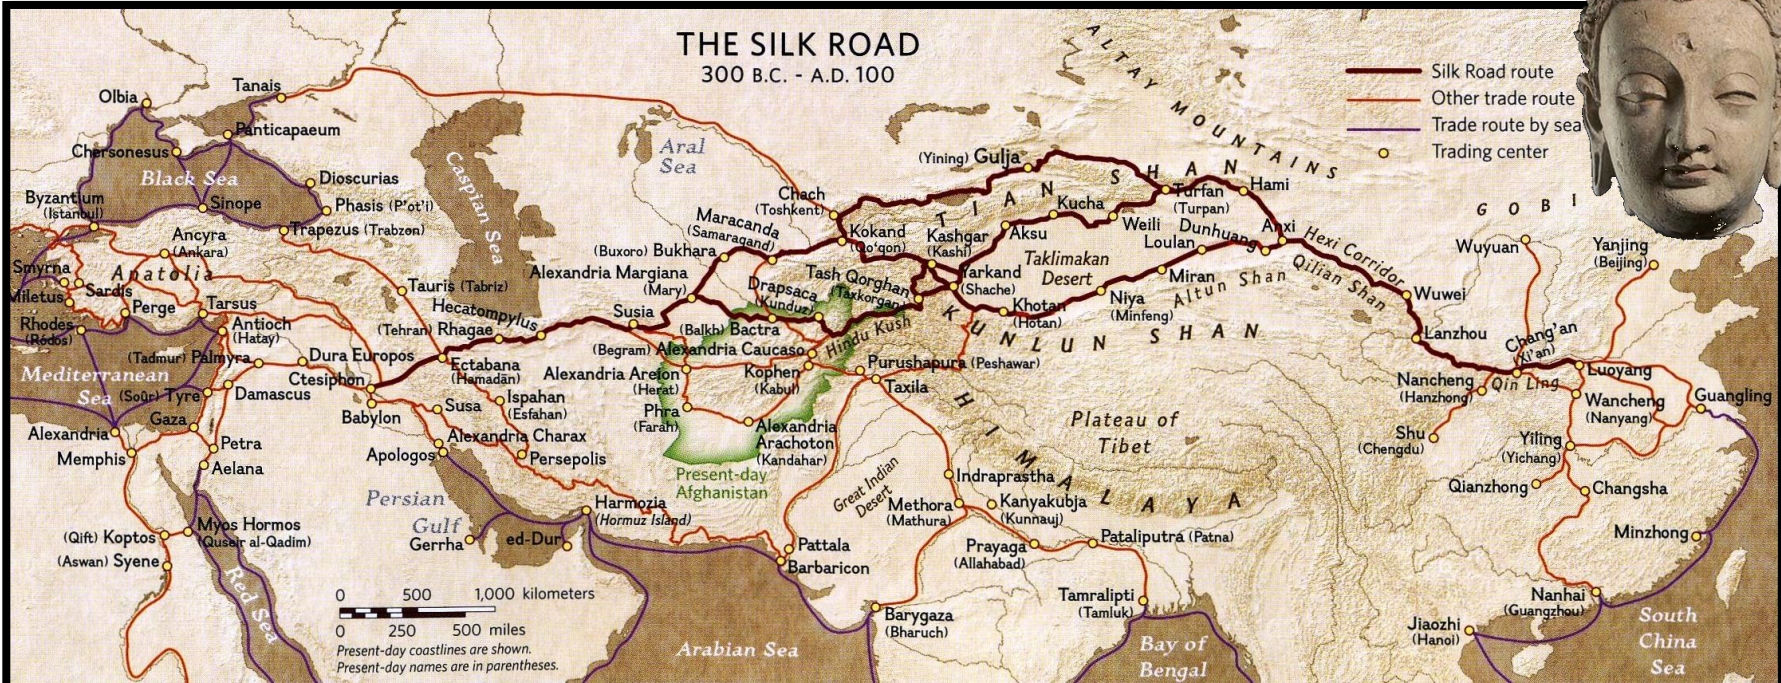 THE SILK ROAD
300 B.C. - A.D. 100
Silk Road route
Other trade route
Trade route by sea
Trading center
ALTAY MOUNTAINS
Olbia
Tanais
Panticapaeum
Chersonesus
Black Sea
Dioscurias
Phasis (P'ot'i)
Sinope
Byzantium
(Istanbul)
Trapezus (Trabzon)
Ancyra
(Ankara)
Anatolia
Smyrna
Sardis
Miletus
Perge
Tarsus
Rhodes
(Ródos)
Antioch
(Hatay)
(Tadmur) Palmyra
Dura Europos
Mediterranean
Sea
(Soûr) Tyre
Damascus
Ctesiphon
Babylon
Gaza
Alexandria
Memphis
Petra
Aelana
(Qift) Koptos
Myos Hormos
(Quseir al-Qadim)
(Aswan) Syene
Red Sea
Caspian Sea
Aral
Sea
Tauris (Tabriz)
Hecatompylus
(Tehran) Rhagae
Ectabana
(Hamadān)
Susa
Ispahan
(Esfahan)
Alexandria Charax
Apologos
Persepolis
Persian
Gulf
Gerrha
ed-Dur
Harmozia
(Hormuz Island)
Chach
(Toshkent)
Maracanda
(Samaraqand)
(Buxoro) Bukhara
Alexandria Margiana
(Mary)
Susia
Drapsaca
(Kunduz)
(Balkh) Bactra
(Begram) Alexandria Caucaso
Alexandria Areion
(Herat)
Kophen
(Kabul)
Phra
(Farah)
Alexandria
Arachoton
(Kandahar)
Present-day
Afghanistan
Hindu Kush
Purushapura (Peshawar)
Taxila
Kokand
(Qo'qon)
Tash Qorghan
(Taxkorgan)
Kashgar
(Kashi)
Yarkand
(Shache)
(Yining) Gulja
TIAN SHAN
Aksu
Kucha
Weili
Turfan
(Turpan)
Hami
Taklimakan
Desert
Loulan
Dunhuang
Anxi
Miran
Niya
(Minfeng)
Khotan
(Hotan)
Altun Shan
KUNLUN SHAN
Hexi Corridor
Qilian Shan
GOBI
Wuyuan
Yanjing
(Beijing)
Wuwei
Lanzhou
Chang'an
(Xi'an)
Qin Ling
Luoyang
Nancheng
(Hanzhong)
Wancheng
(Nanyang)
Guangling
Shu
(Chengdu)
Yiling
(Yichang)
Qianzhong
Changsha
Minzhong
Nanhai
(Guangzhou)
Jiaozhi
(Hanoi)
South
China
Sea
Plateau of
Tibet
HIMALAYA
Great Indian
Desert
Indraprastha
Methora
(Mathura)
Kanyakubja
(Kunnauj)
Prayaga
(Allahabad)
Pataliputra (Patna)
Tamralipti
(Tamluk)
Pattala
Barbaricon
Barygaza
(Bharuch)
Arabian Sea
Bay of
Bengal
0 500 1,000 kilometers
0 250 500 miles
Present-day coastlines are shown.
Present-day names are in parentheses.